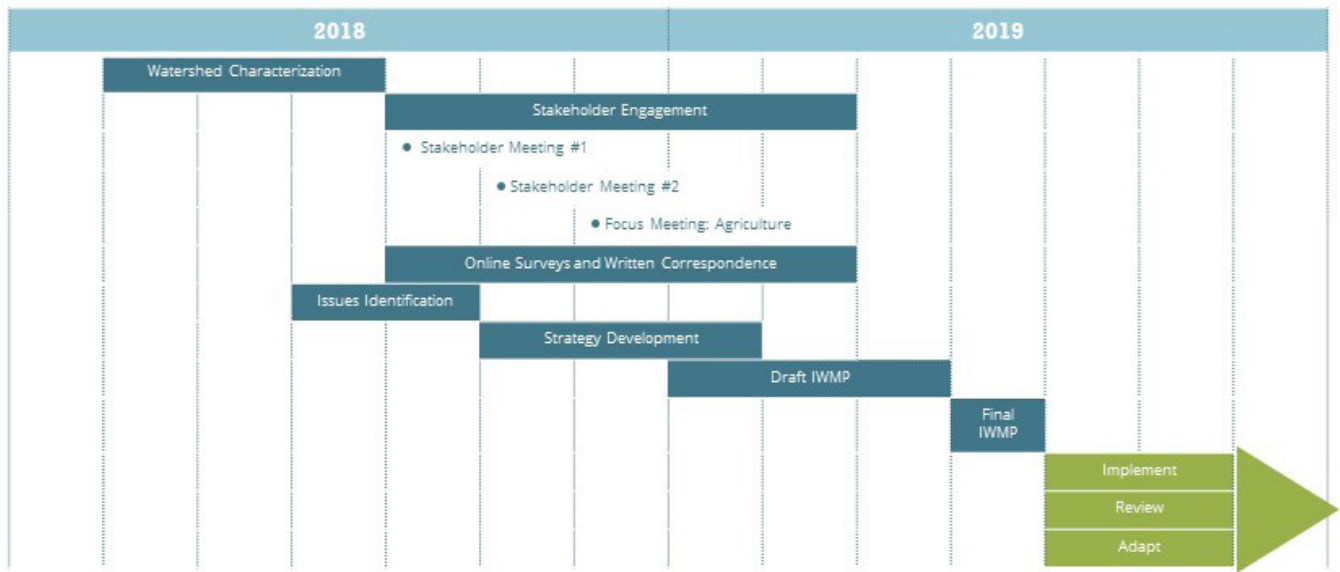 2018 2019
Watershed Characterization
Stakeholder Engagement
Stakeholder Meeting #1
Stakeholder Meeting #2
Focus Meeting: Agriculture
Online Surveys and Written Correspondence
Issues Identification
Strategy Development
Draft IWMP
Final
IWMP
Implement
Review
Adapt